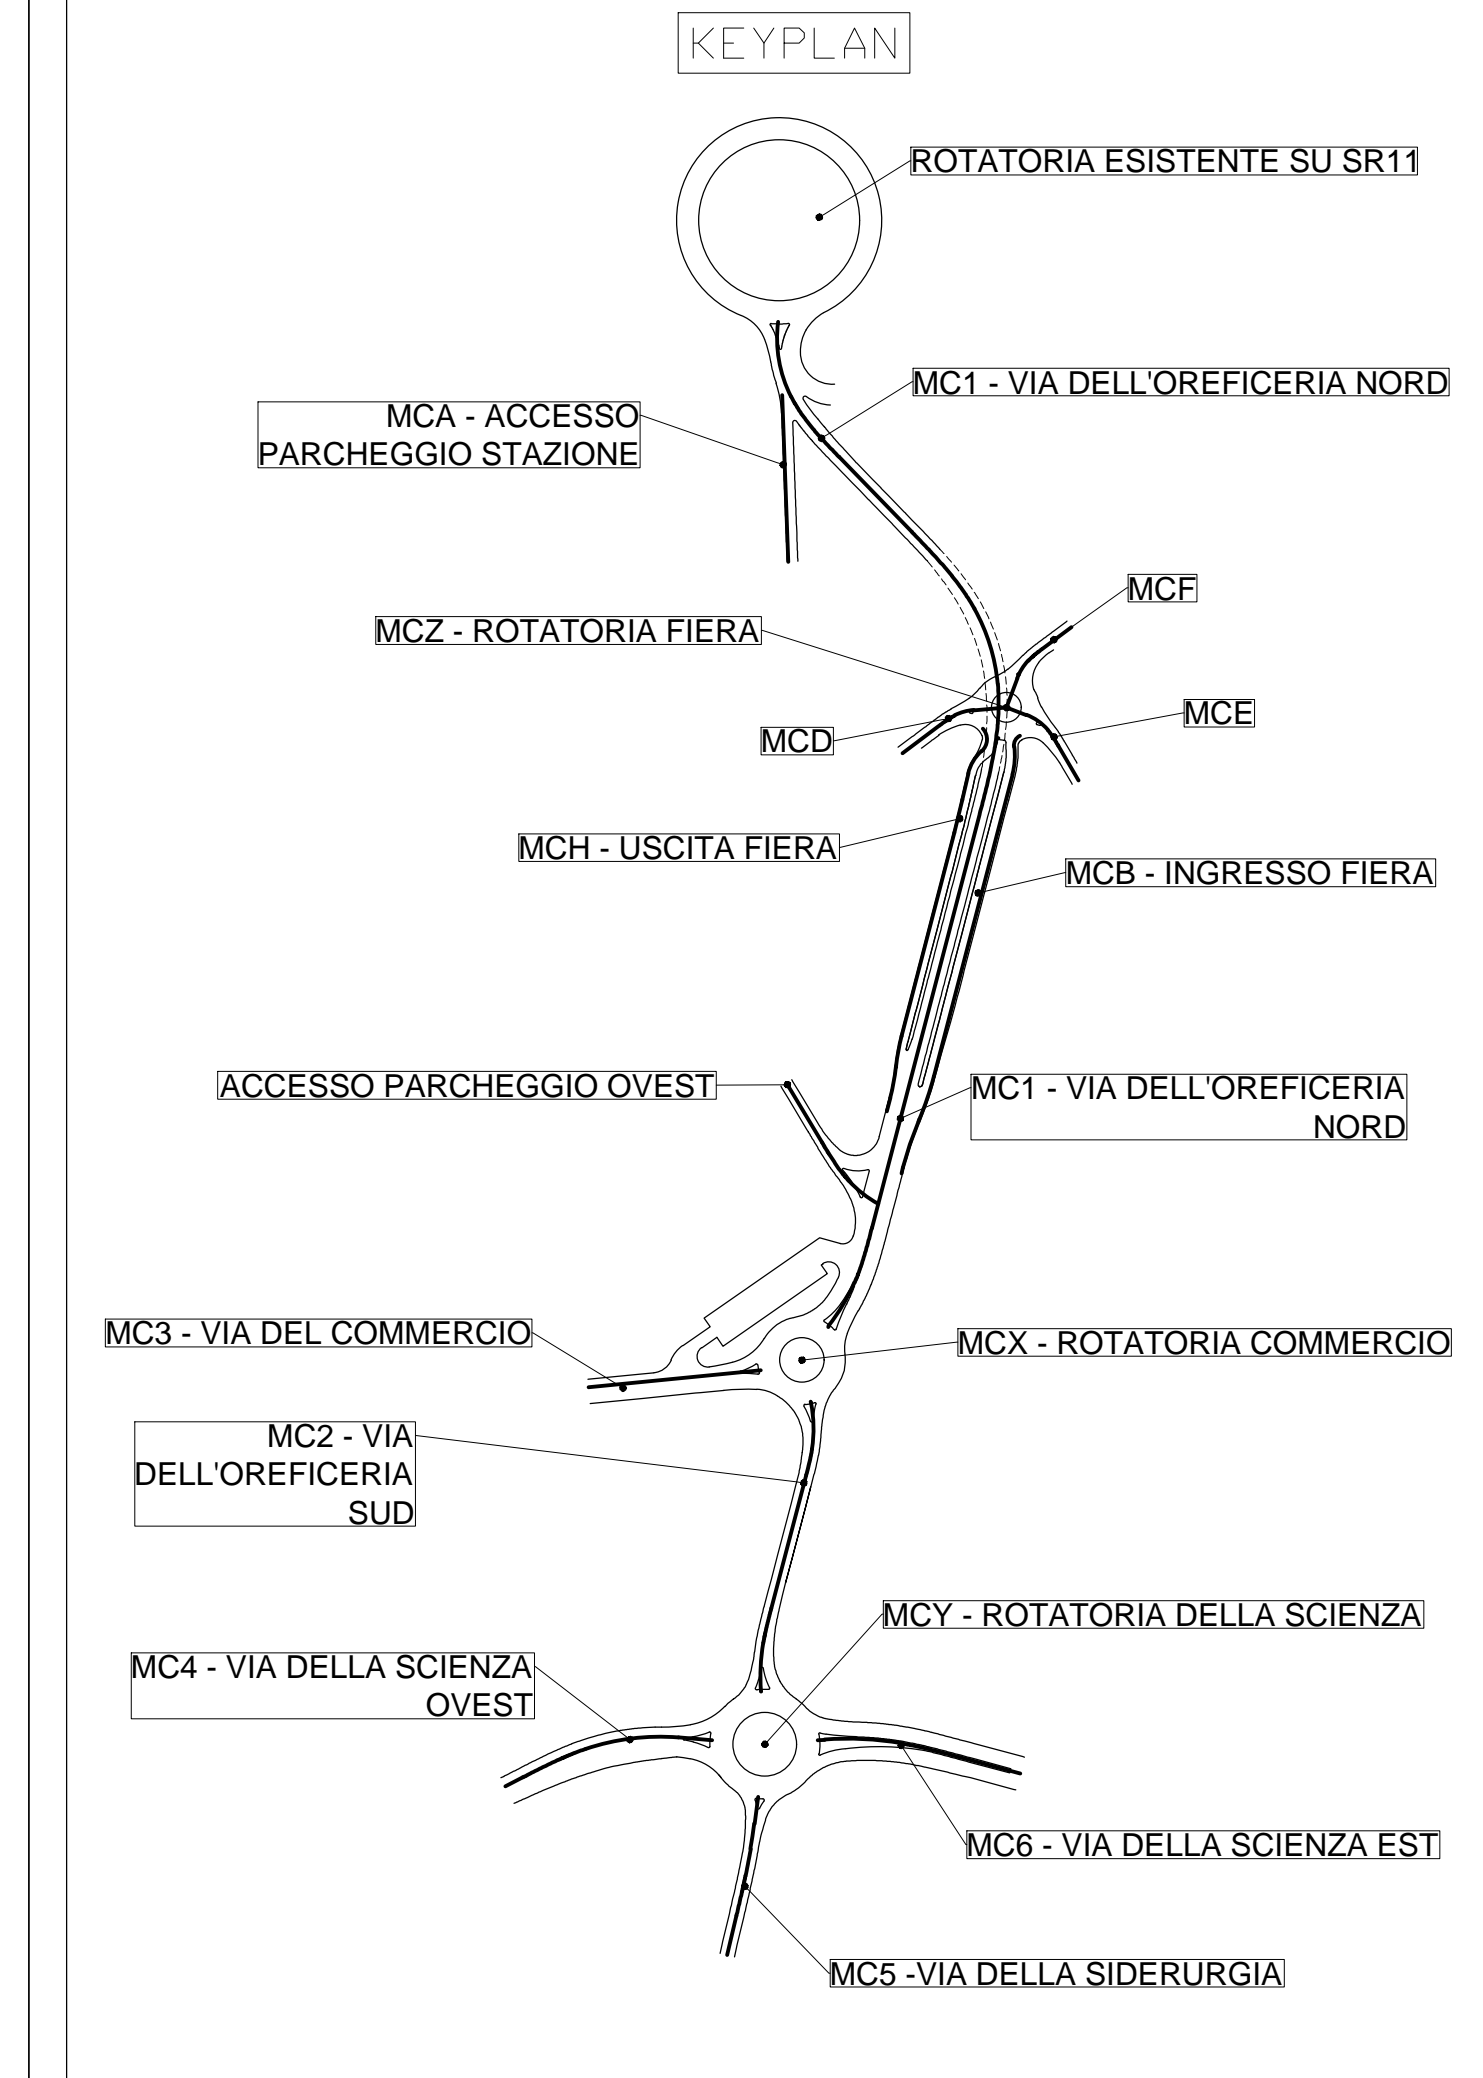 KEYPLAN
ROTATORIA ESISTENTE SU SR11
MC1 - VIA DELL'OREFICERIA NORD
MCA - ACCESSO
PARCHEGGIO STAZIONE
MCF
MCZ - ROTATORIA FIERA
MCE
MCD
MCH - USCITA FIERA
MCB - INGRESSO FIERA
ACCESSO PARCHEGGIO OVEST
MC1 - VIA DELL'OREFICERIA
NORD
MC3 - VIA DEL COMMERCIO
MCX - ROTATORIA COMMERCIO
MC2 - VIA
DELL'OREFICERIA
SUD
MCY - ROTATORIA DELLA SCIENZA
MC4 - VIA DELLA SCIENZA
OVEST
MC6 - VIA DELLA SCIENZA EST
MC5 -VIA DELLA SIDERURGIA